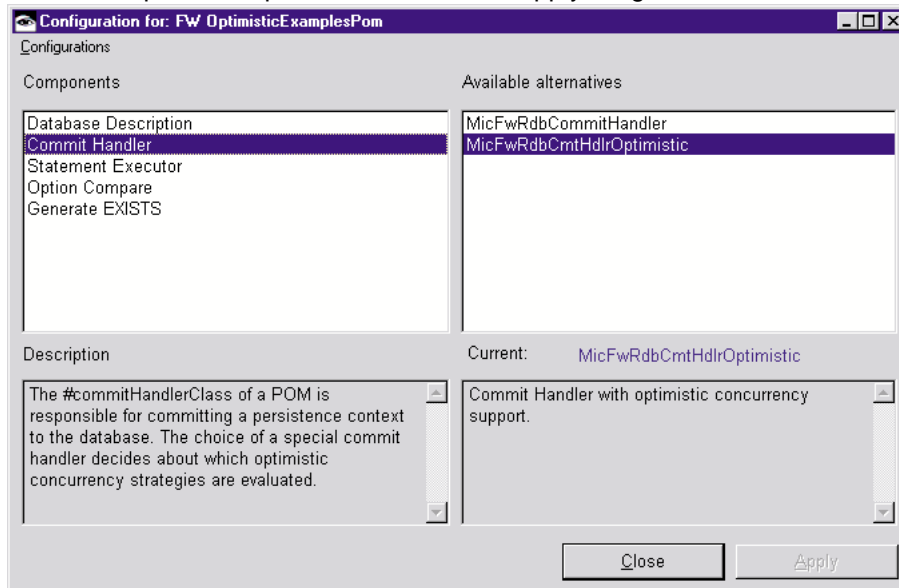 Configuration for: FW OptimisticExamplesPom
Configurations
Components
Available alternatives
Database Description
Commit Handler
Statement Executor
Option Compare
Generate EXISTS
MicFwRdbCommitHandler
MicFwRdbCmtHdlrOptimistic
Description
The #commitHandlerClass of a POM is
responsible for committing a persistence context
to the database. The choice of a special commit
handler decides about which optimistic
concurrency strategies are evaluated.
Current: MicFwRdbCmtHdlrOptimistic
Commit Handler with optimistic concurrency
support.
Close
Apply